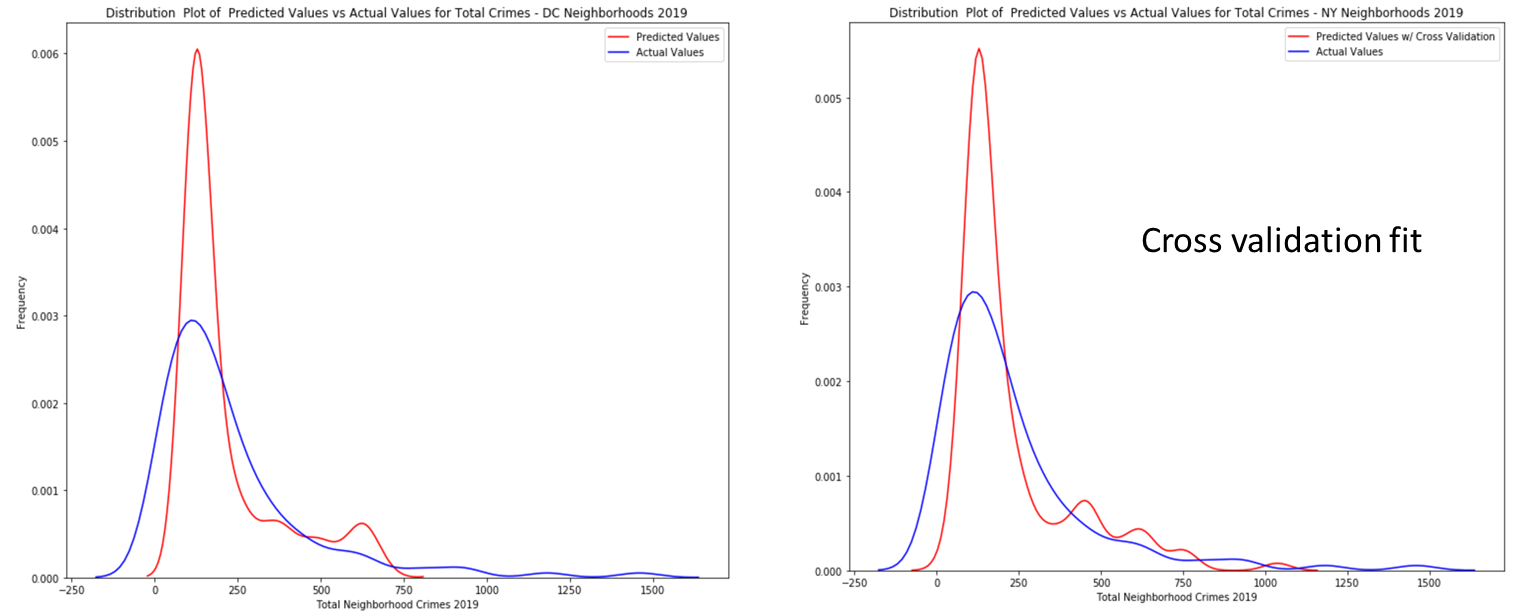 Distribution Plot of Predicted Values vs Actual Values for Total Crimes - DC Neighborhoods 2019
Predicted Values
Actual Values
0.006
0.005
0.004
0.003
0.002
0.001
0.000
Frequency
-250
0
250
500
750
1000
1250
1500
Total Neighborhood Crimes 2019
Distribution Plot of Predicted Values vs Actual Values for Total Crimes - NY Neighborhoods 2019
Predicted Values w/ Cross Validation
Actual Values
Cross validation fit
0.005
0.004
0.003
0.002
0.001
0.000
Frequency
-250
0
250
500
750
1000
1250
1500
Total Neighborhood Crimes 2019